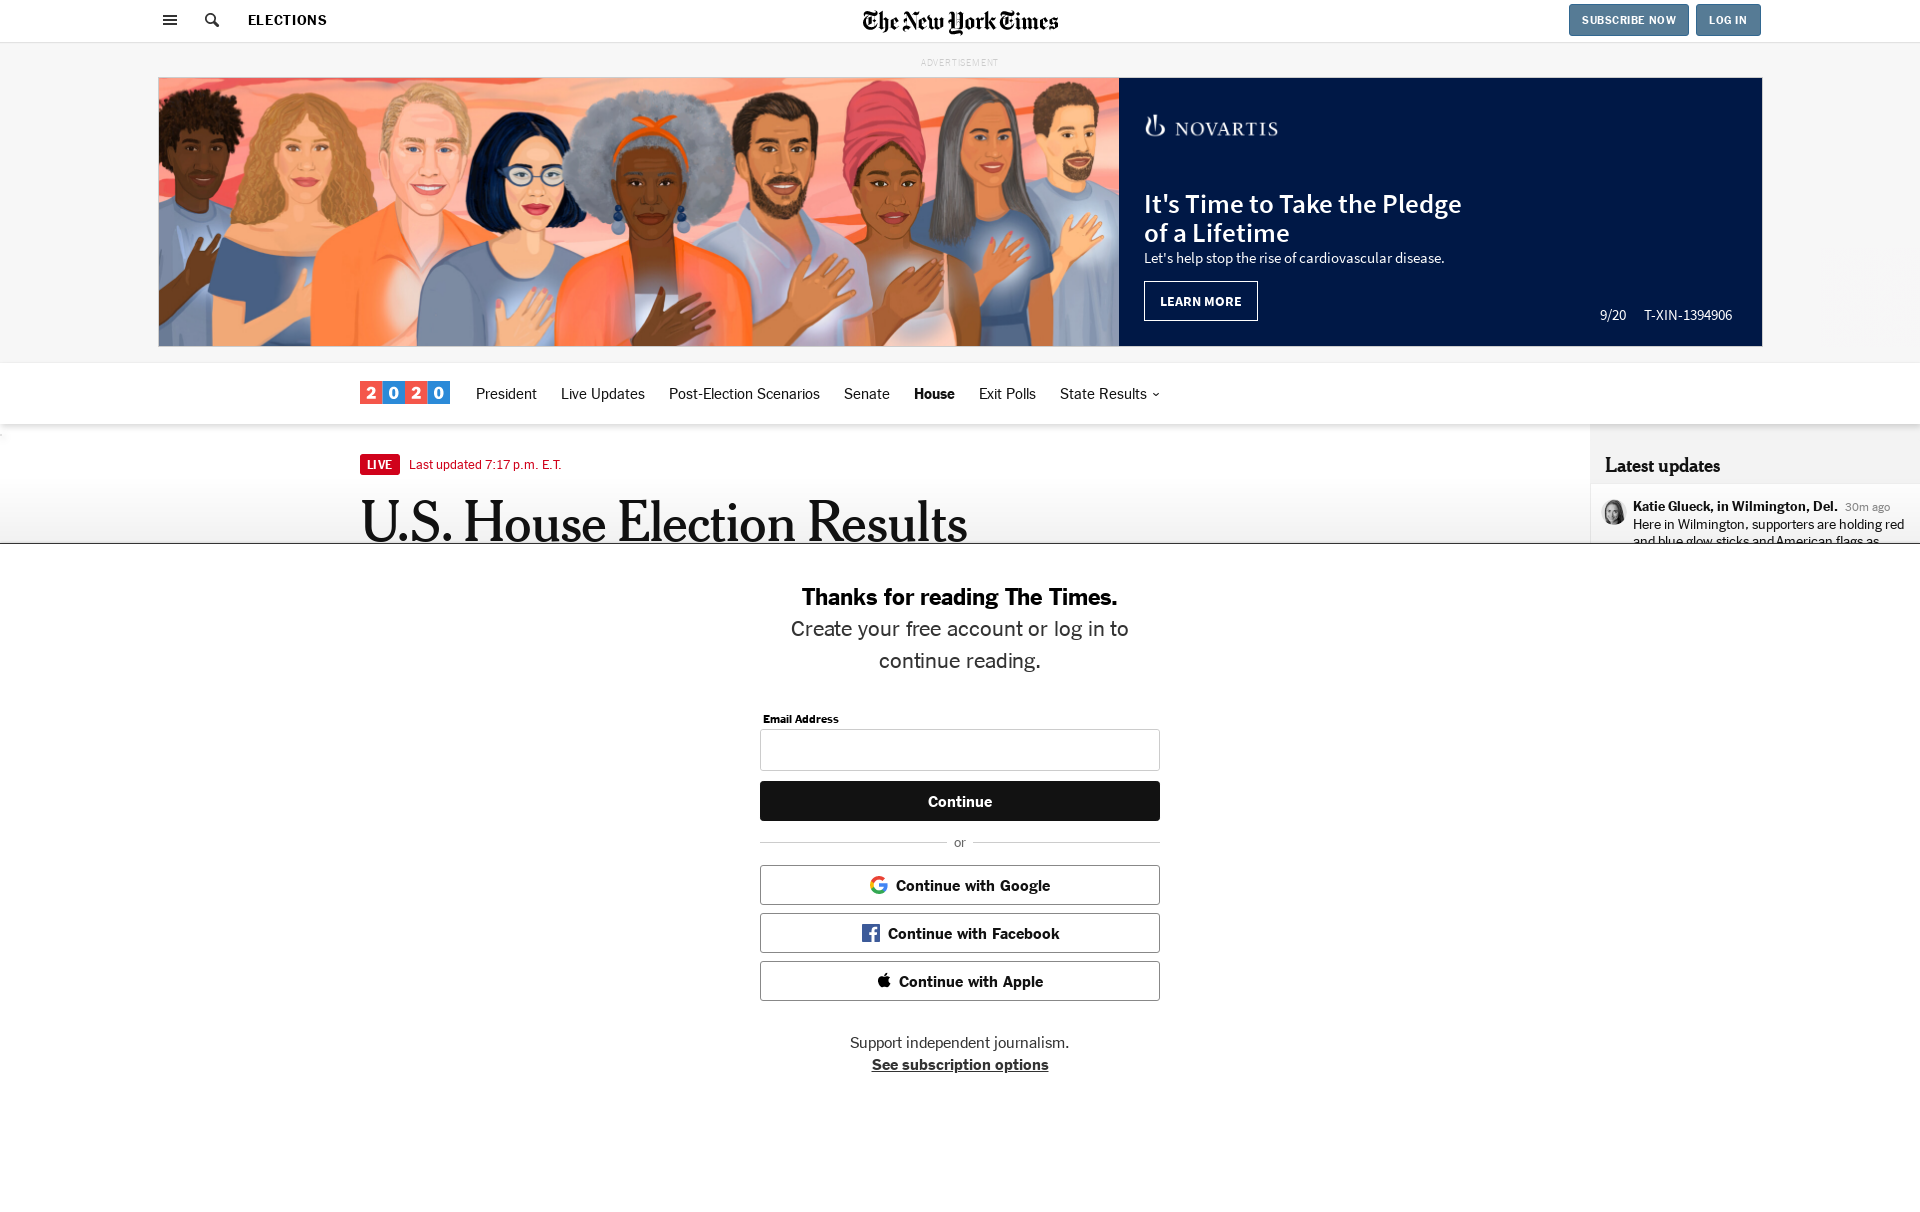 ELECTIONS
The New York Times
SUBSCRIBE NOW
LOG IN
ADVERTISEMENT
NOVARTIS
It's Time to Take the Pledge
of a Lifetime
Let's help stop the rise of cardiovascular disease.
LEARN MORE
9/20 T-XIN-1394906
2020
President
Live Updates
Post-Election Scenarios
Senate
House
Exit Polls
State Results
LIVE Last updated 7:17 p.m. E.T.
U.S. House Election Results
Latest updates
Katie Glueck, in Wilmington, Del. 30m ago
Here in Wilmington, supporters are holding red
and blue glow sticks and American flags as
Thanks for reading The Times.
Create your free account or log in to
continue reading.
Email Address
Continue
or
Continue with Google
Continue with Facebook
Continue with Apple
Support independent journalism.
See subscription options